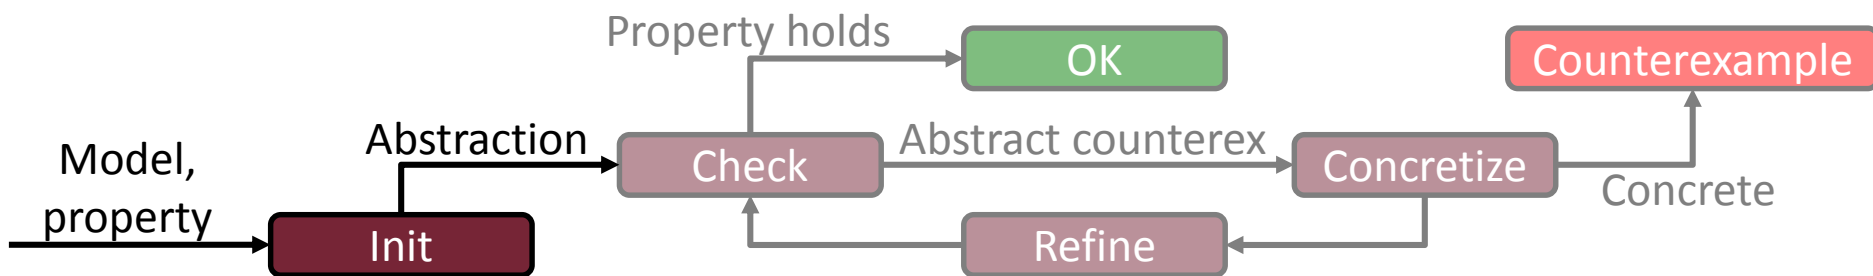 Property holds
OK
Counterexample
Model,
property
Abstraction
Check
Abstract counterex
Concretize
Concrete
Init
Refine